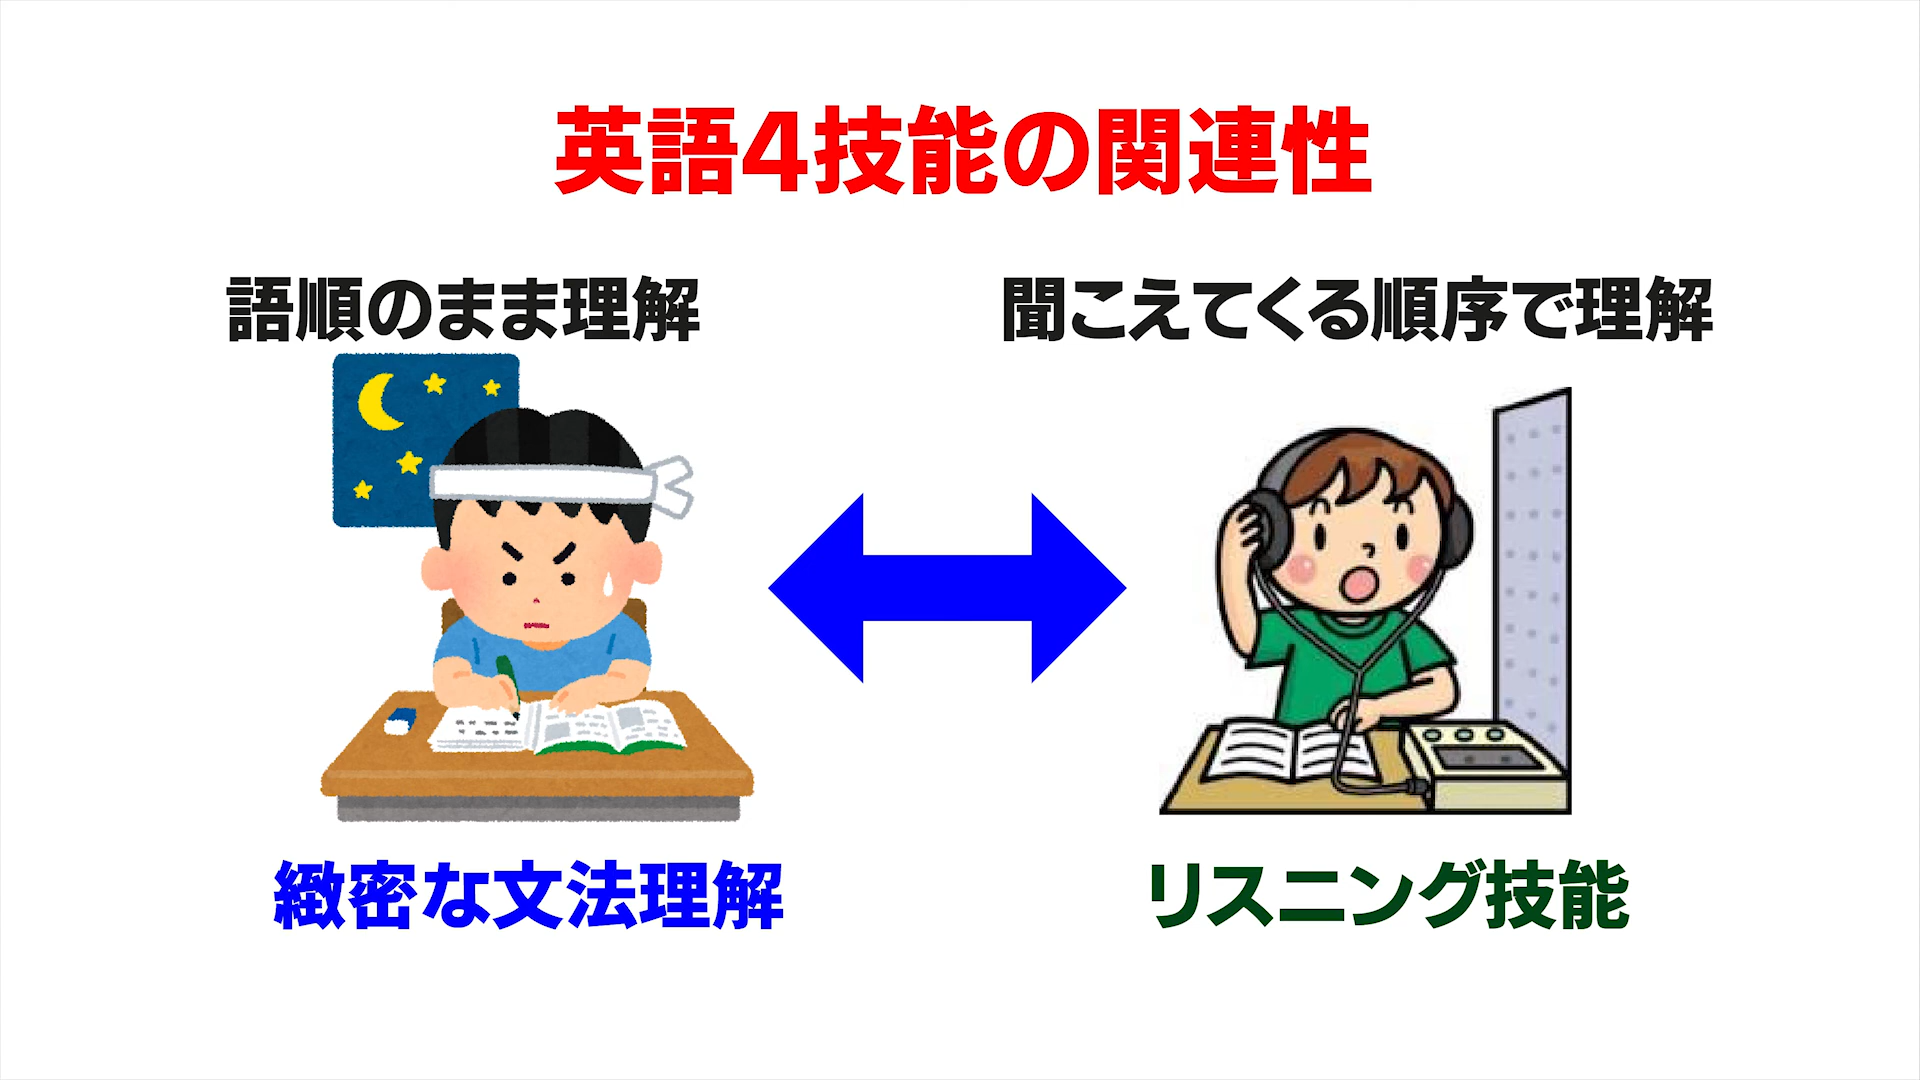 英語4技能の関連性
語順のまま理解
聞こえてくる順序で理解
緻密な文法理解
リスニング技能